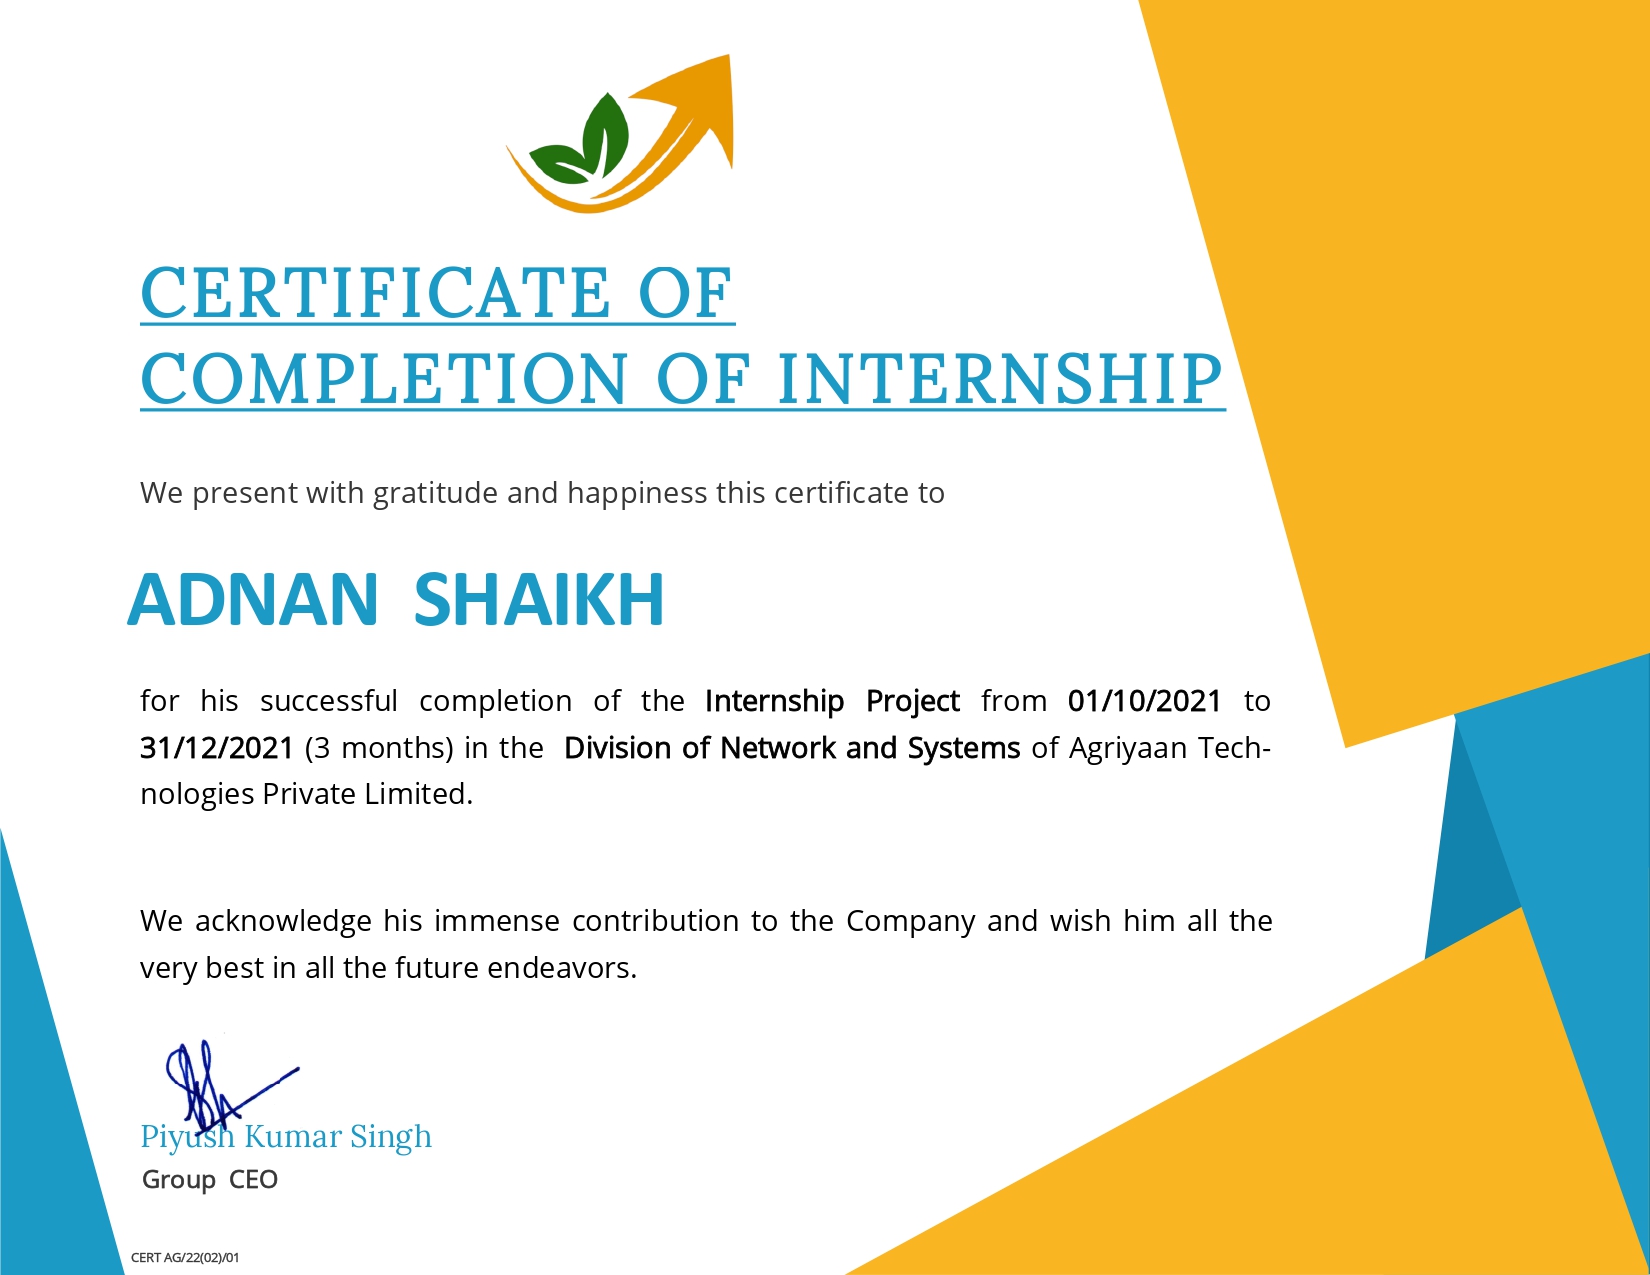 CERTIFICATE OF
COMPLETION OF INTERNSHIP
We present with gratitude and happiness this certificate to
ADNAN SHAIKH
for his successful completion of the Internship Project from 01/10/2021 to
31/12/2021 (3 months) in the Division of Network and Systems of Agriyaan Tech-
nologies Private Limited.
We acknowledge his immense contribution to the Company and wish him all the
very best in all the future endeavors.
Piyush Kumar Singh
Group CEO
CERT AG/22(02)/01